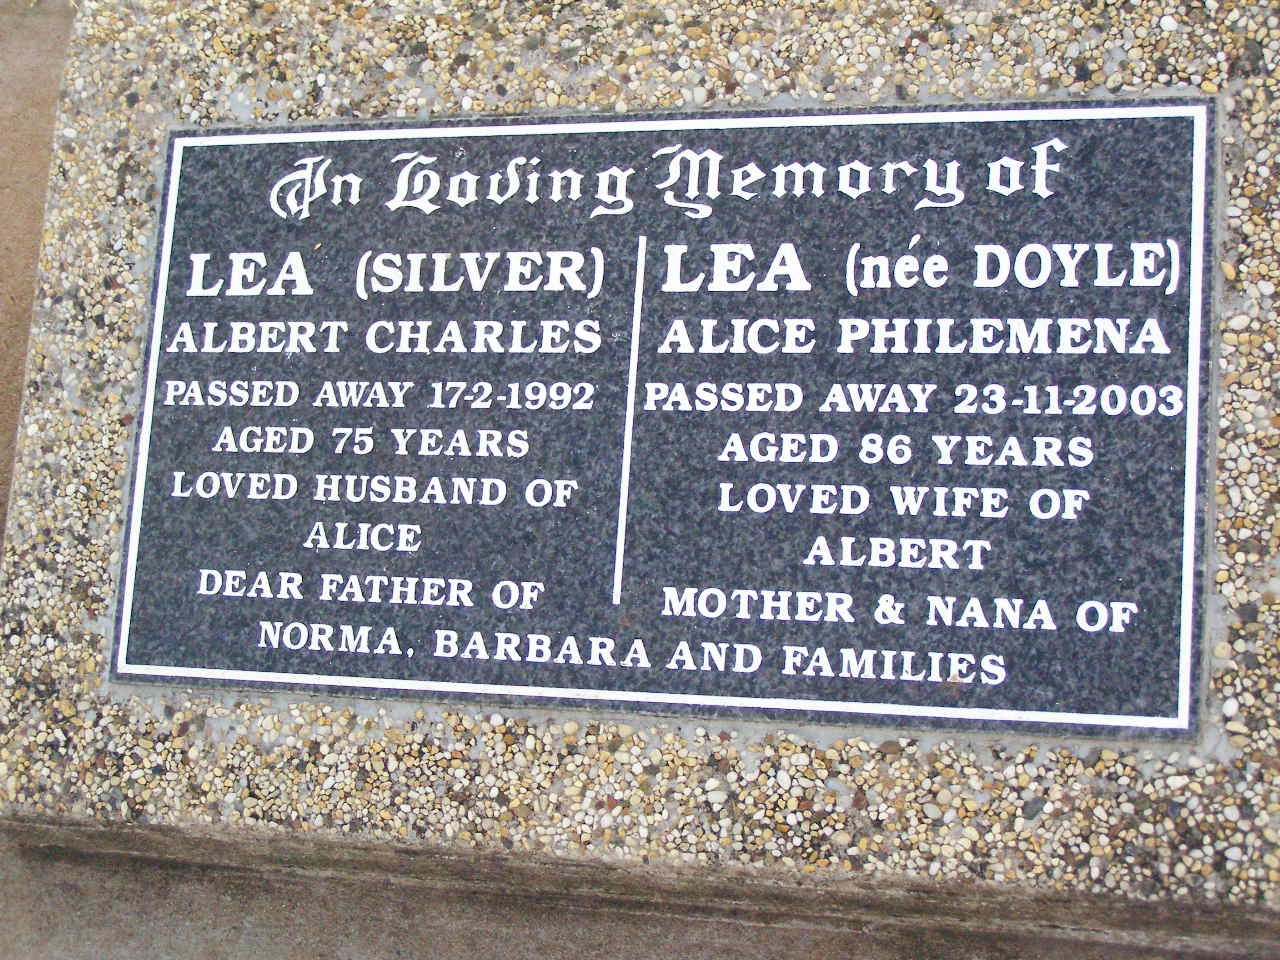 In Loving Memory of
LEA (SILVER)
ALBERT CHARLES
PASSED AWAY 17-2-1992
AGED 75 YEARS
LOVED HUSBAND OF
ALICE
DEAR FATHER OF
LEA (née DOYLE)
ALICE PHILEMENA
PASSED AWAY 23-11-2003
AGED 86 YEARS
LOVED WIFE OF
ALBERT
MOTHER & NANA OF
NORMA, BARBARA AND FAMILIES